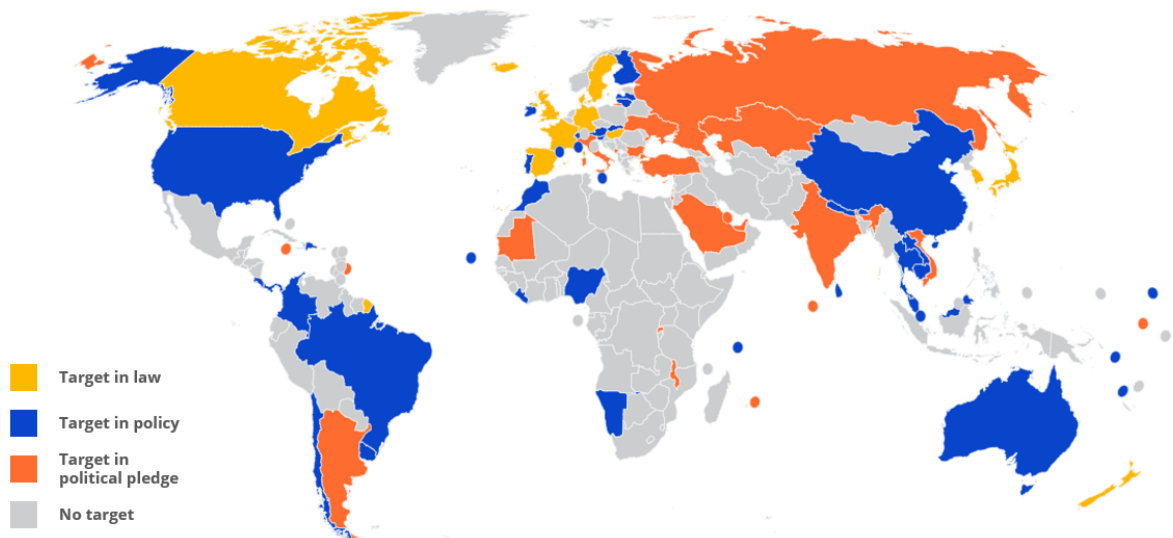 Target in law
Target in policy
Target in
political pledge
No target